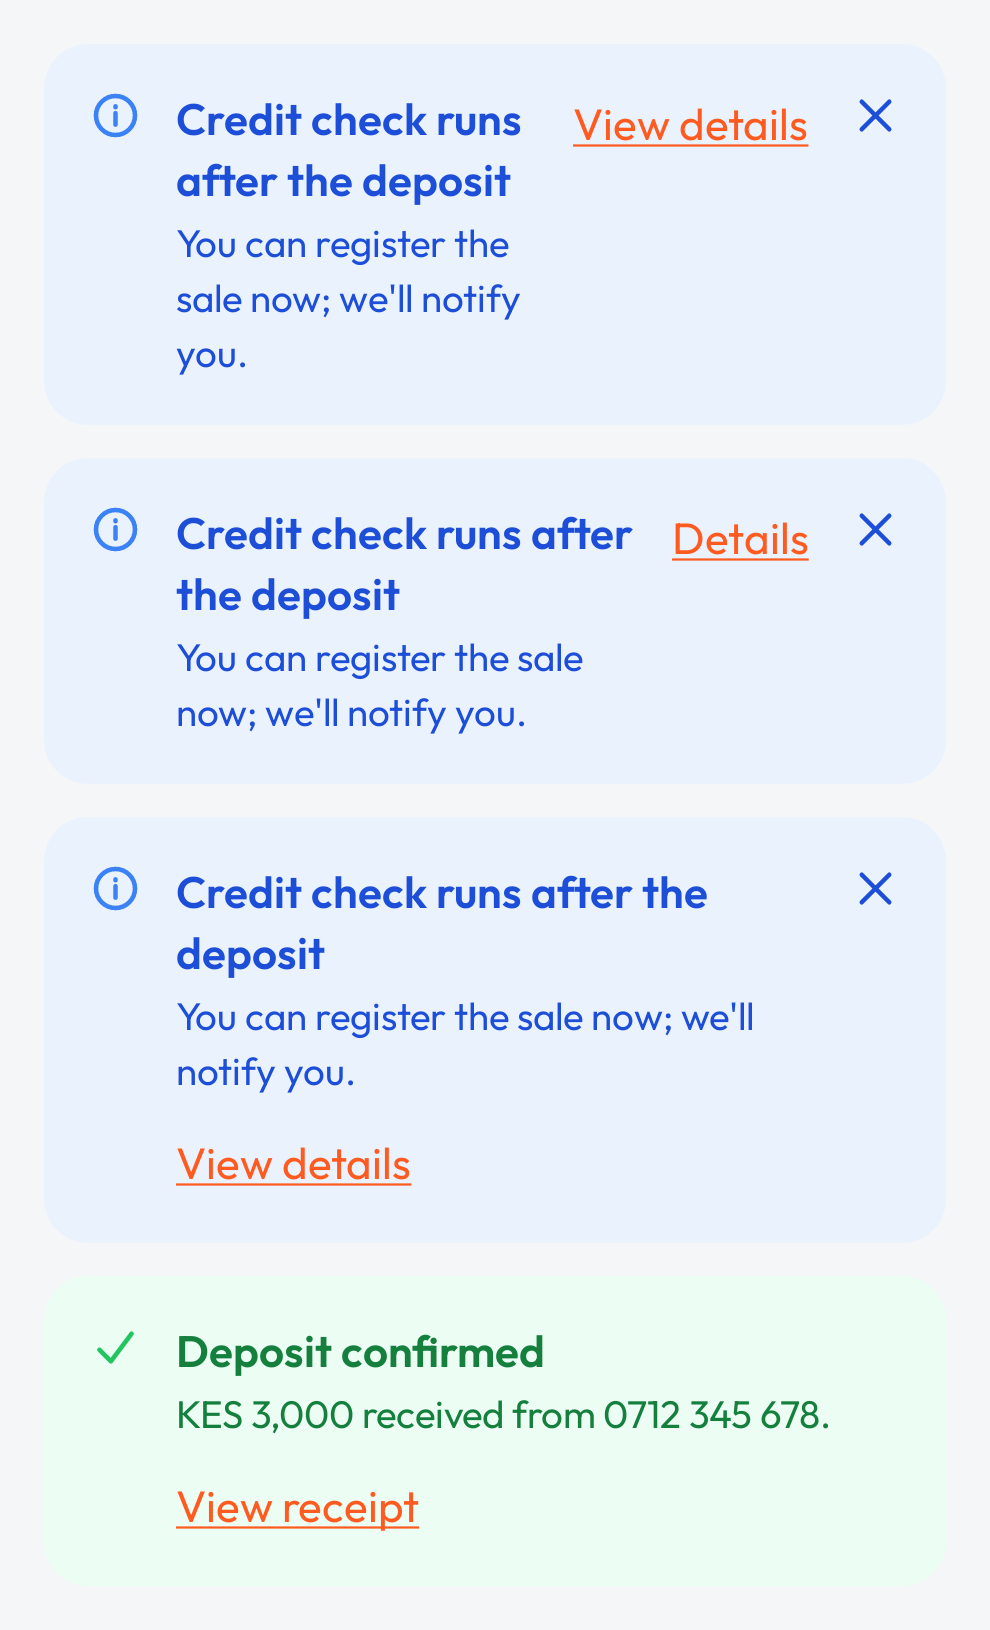 Credit check runs
after the deposit
View details
You can register the
sale now; we'll notify
you.
Credit check runs after
the deposit
Details
You can register the sale
now; we'll notify you.
Credit check runs after the
deposit
You can register the sale now; we'll
notify you.
View details
Deposit confirmed
KES 3,000 received from 0712 345 678.
View receipt